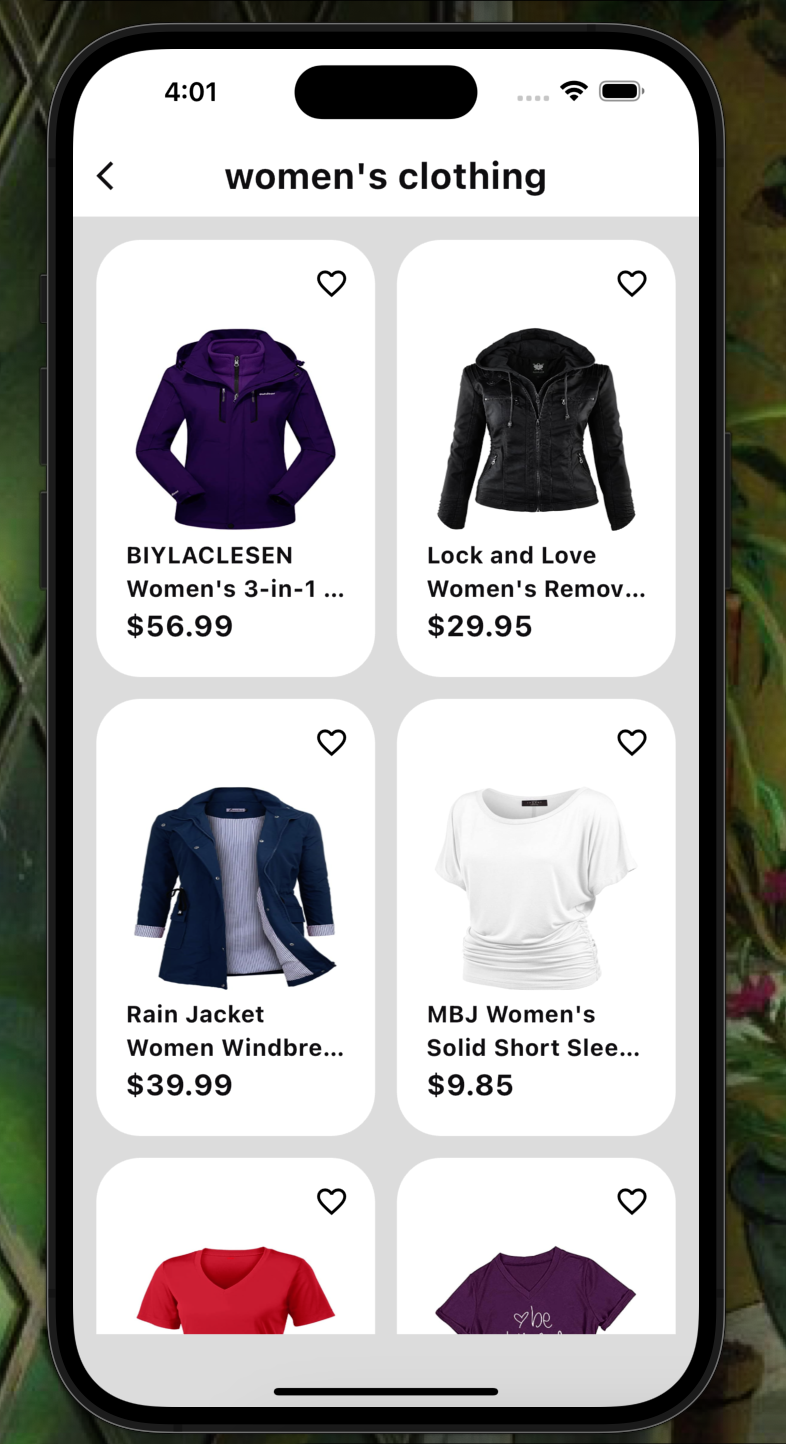 4:01
women's clothing
BIYLACLESEN
Women's 3-in-1 ...
$56.99
Lock and Love
Women's Remov...
$29.95
Rain Jacket
Women Windbre...
$39.99
MBJ Women's
Solid Short Slee...
$9.85
be